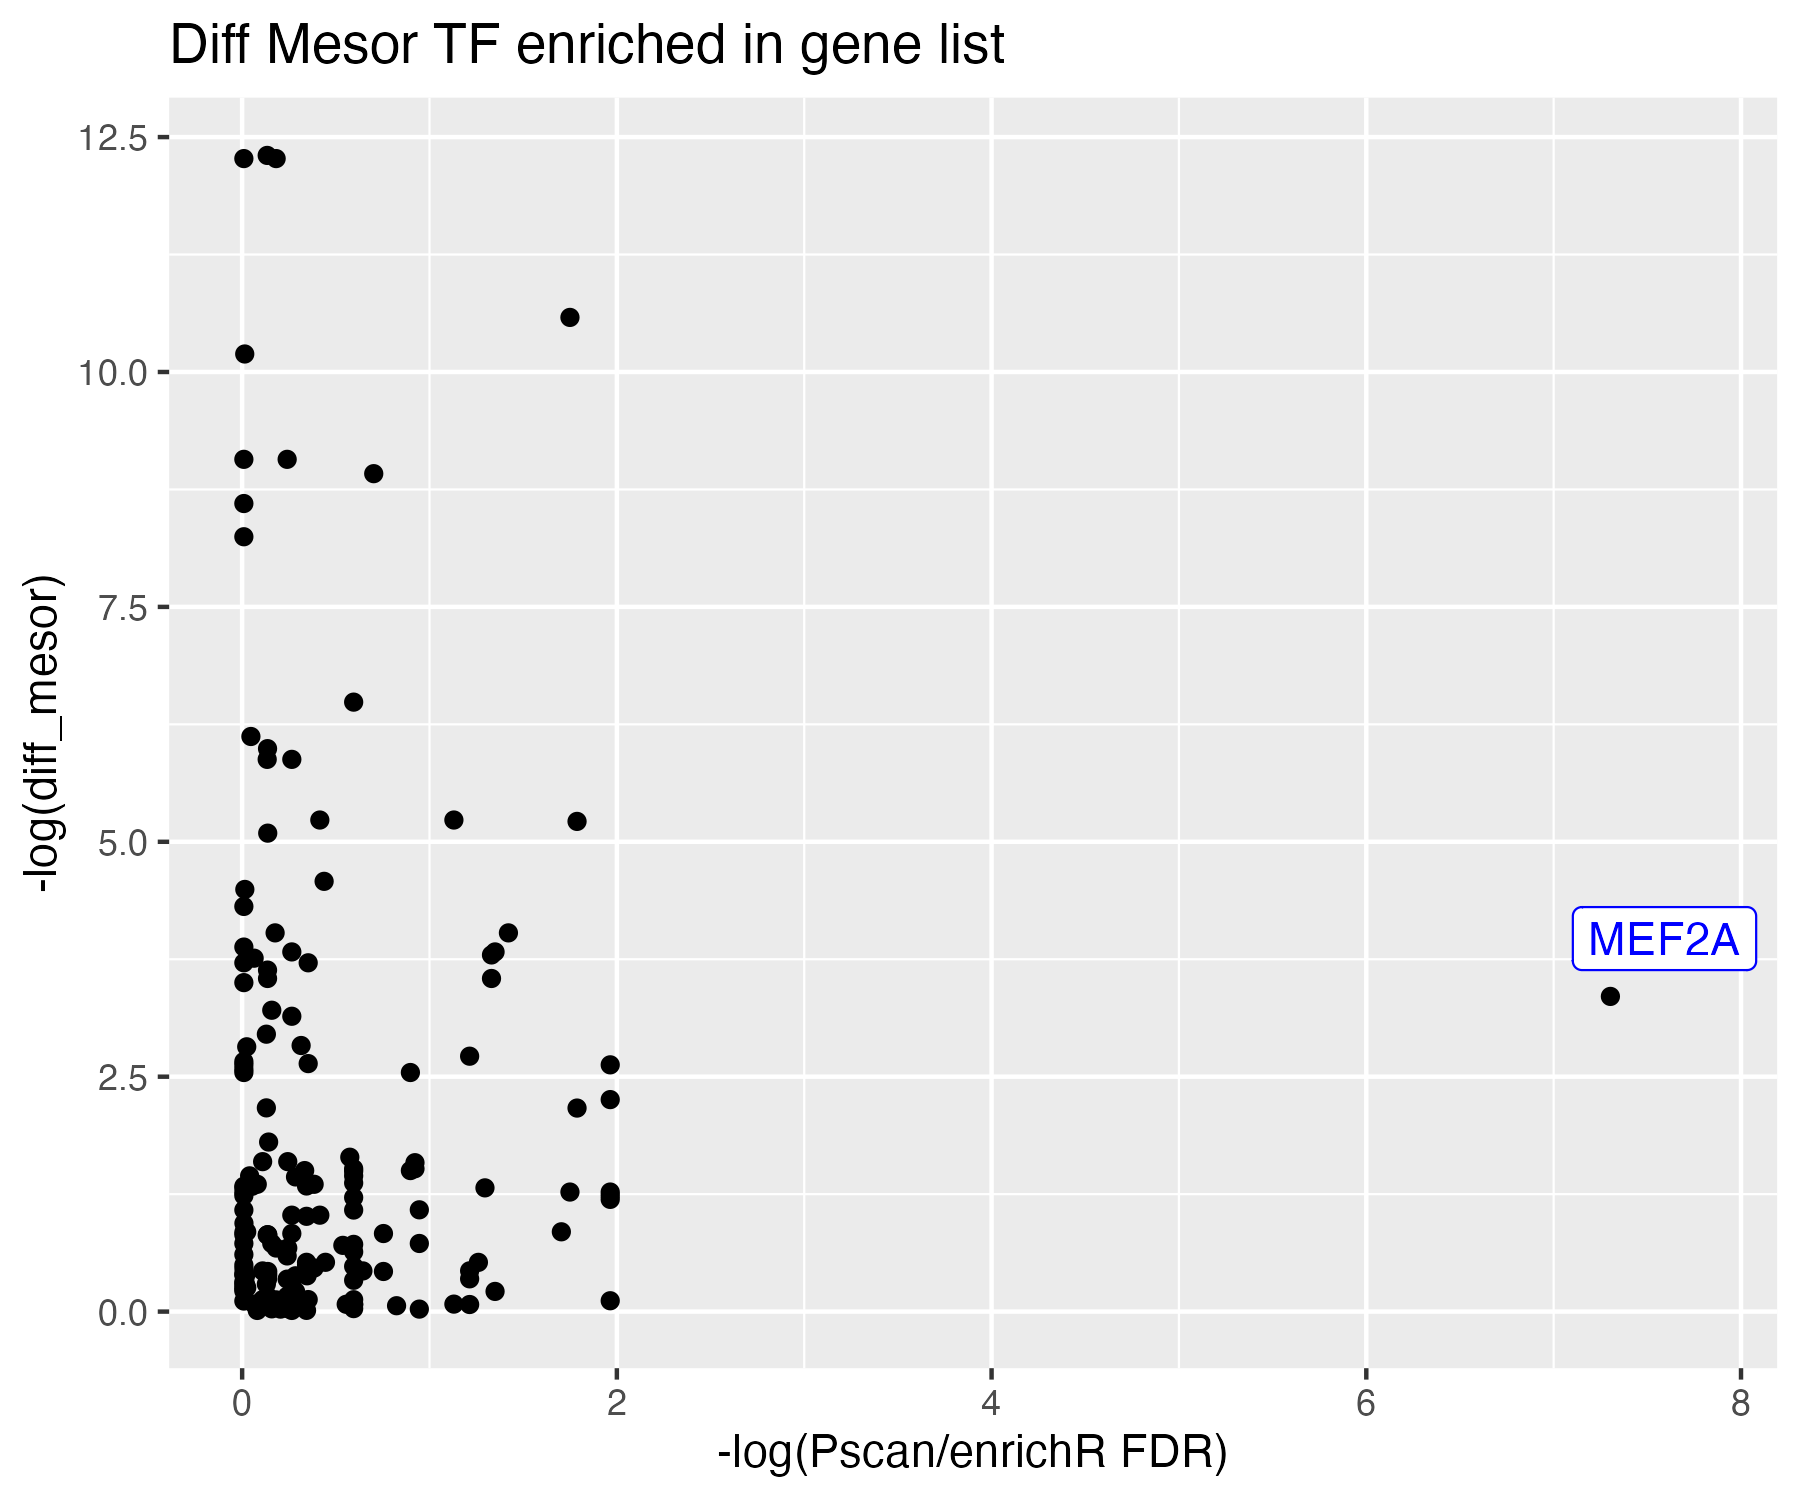 Diff Mesor TF enriched in gene list
12.5
10.0
7.5
5.0
2.5
0.0
-log(diff_mesor)
MEF2A
0
2
4
6
8
-log(Pscan/enrichR FDR)